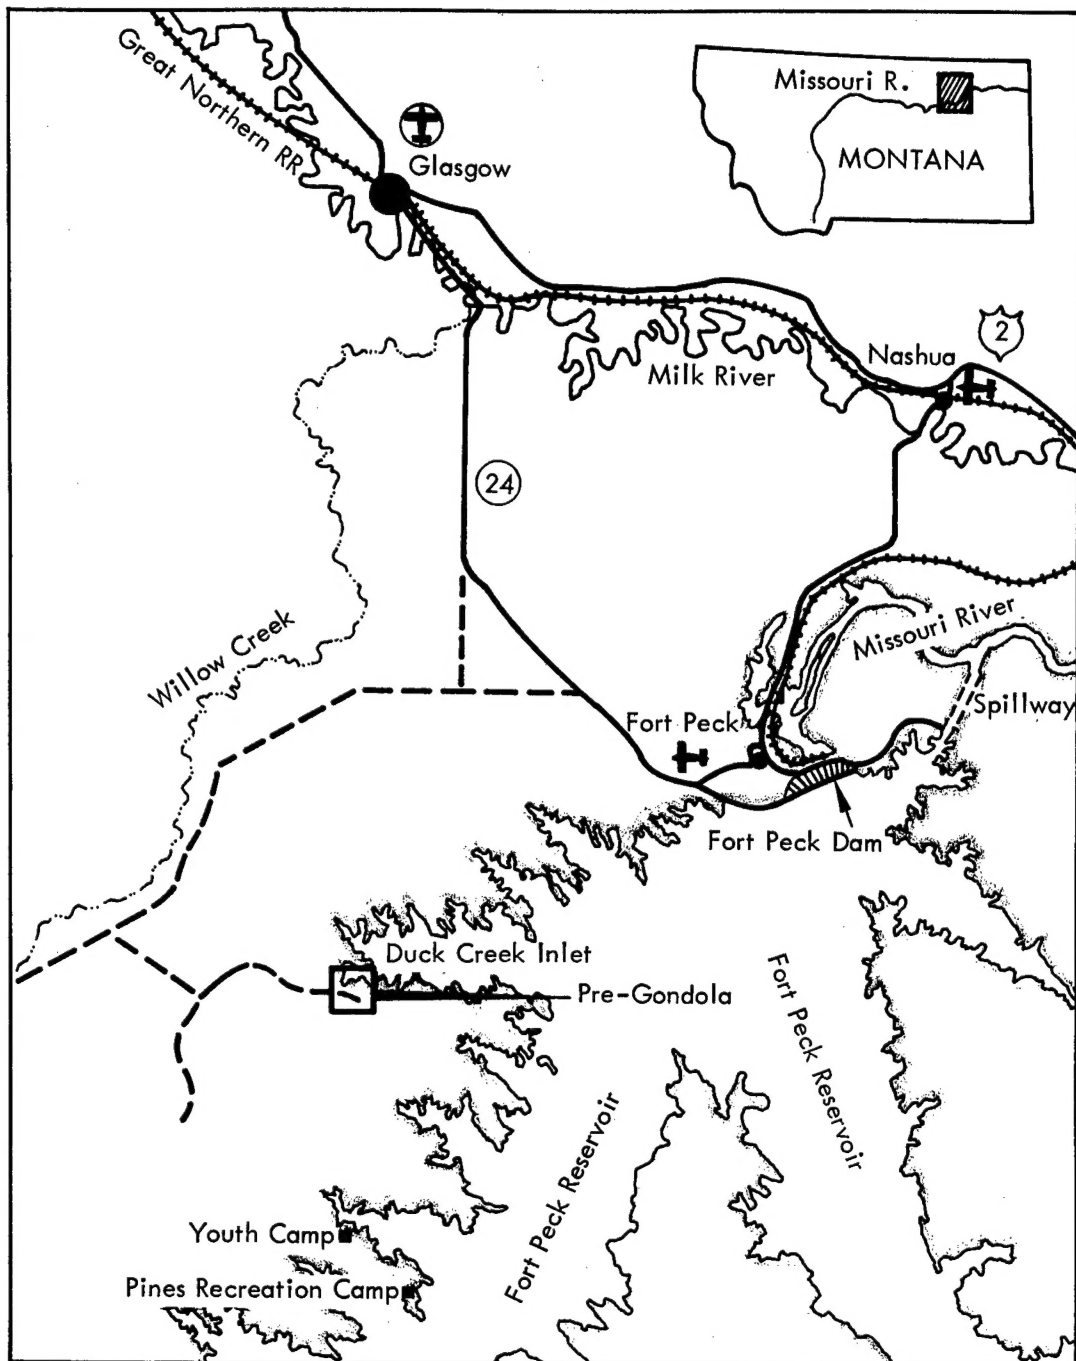 Great Northern RR
Missouri R.
MONTANA
Glasgow
2
Nashua
Milk River
24
Willow Creek
Missouri River
Spillway
Fort Peck
Fort Peck Dam
Duck Creek Inlet
Pre-Gondola
Fort Peck Reservoir
Fort Peck Reservoir
Youth Camp
Pines Recreation Camp